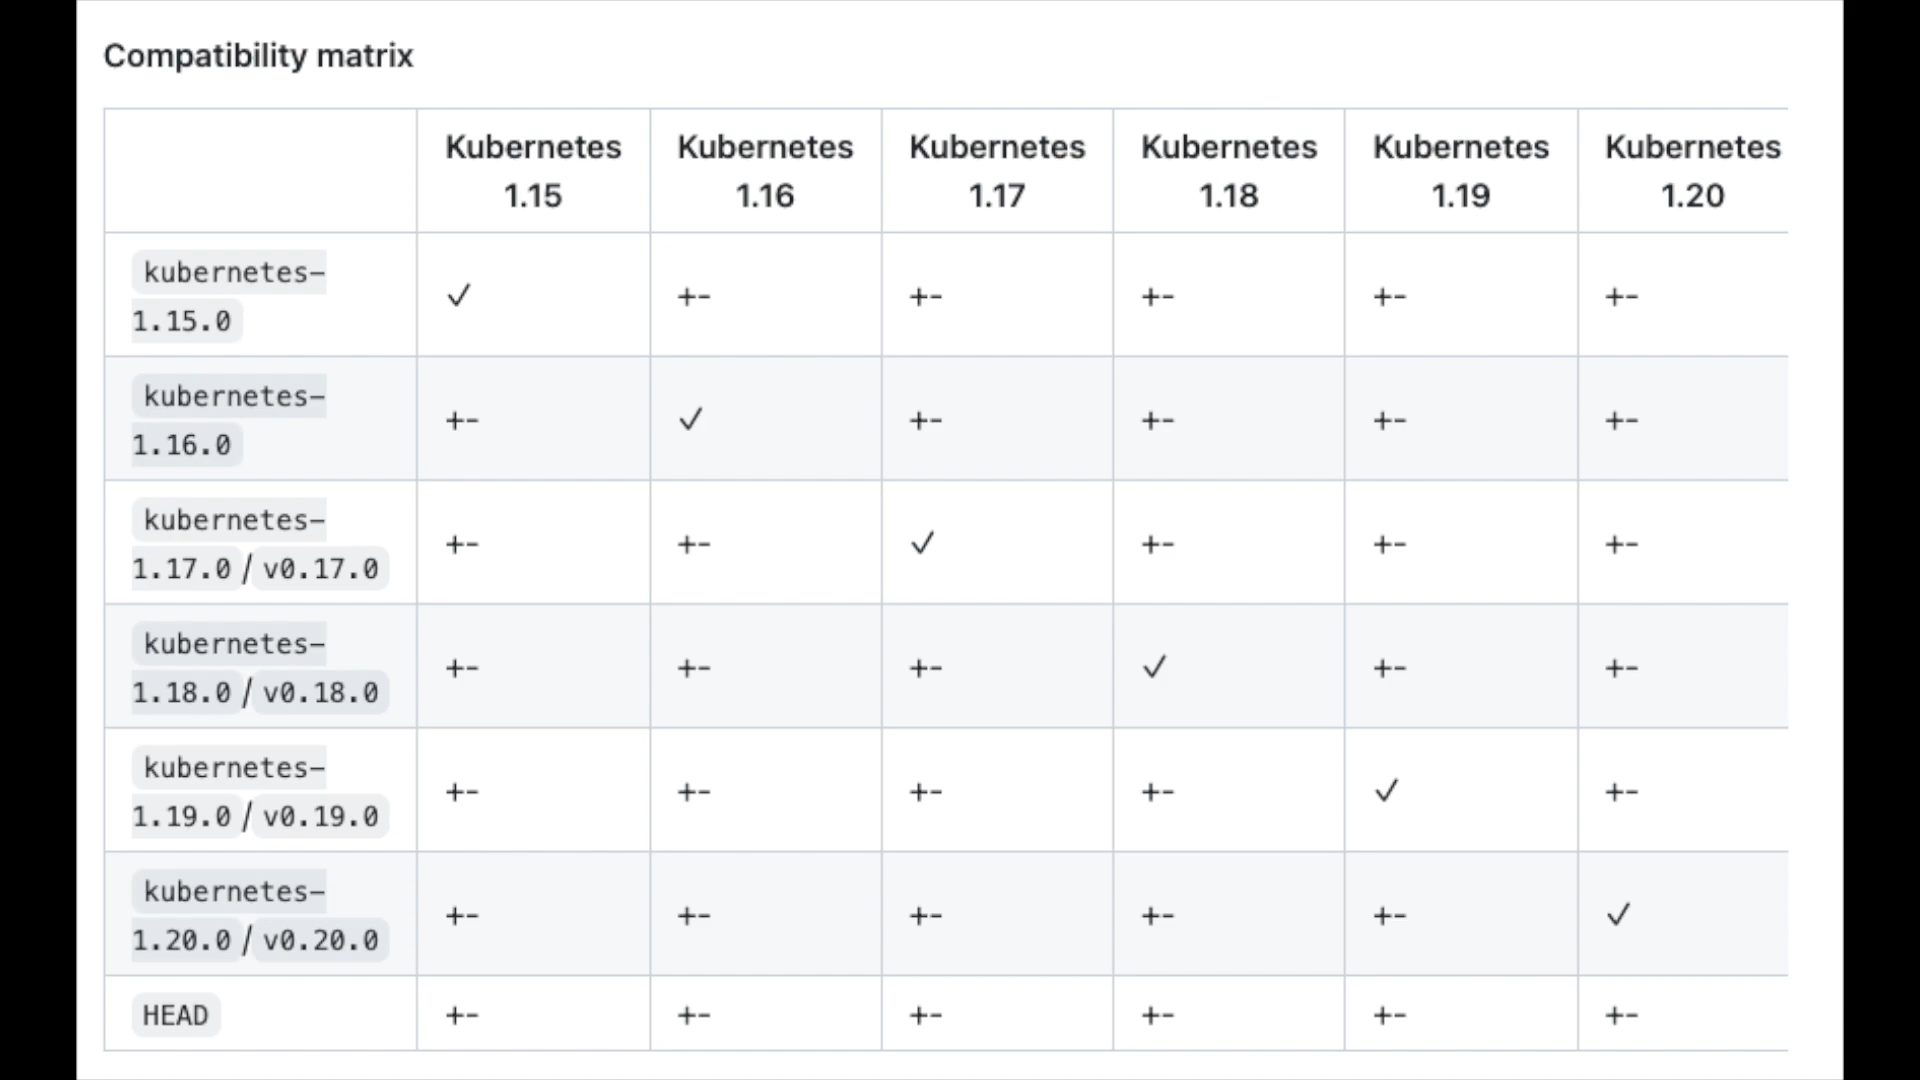 Compatibility matrix
Kubernetes 1.15 Kubernetes 1.16 Kubernetes 1.17 Kubernetes 1.18 Kubernetes 1.19 Kubernetes 1.20
kubernetes-1.15.0 ✓ +- +- +- +- +-
kubernetes-1.16.0 +- ✓ +- +- +- +-
kubernetes-1.17.0 / v0.17.0 +- +- ✓ +- +- +-
kubernetes-1.18.0 / v0.18.0 +- +- +- ✓ +- +-
kubernetes-1.19.0 / v0.19.0 +- +- +- +- ✓ +-
kubernetes-1.20.0 / v0.20.0 +- +- +- +- +- ✓
HEAD +- +- +- +- +- +-